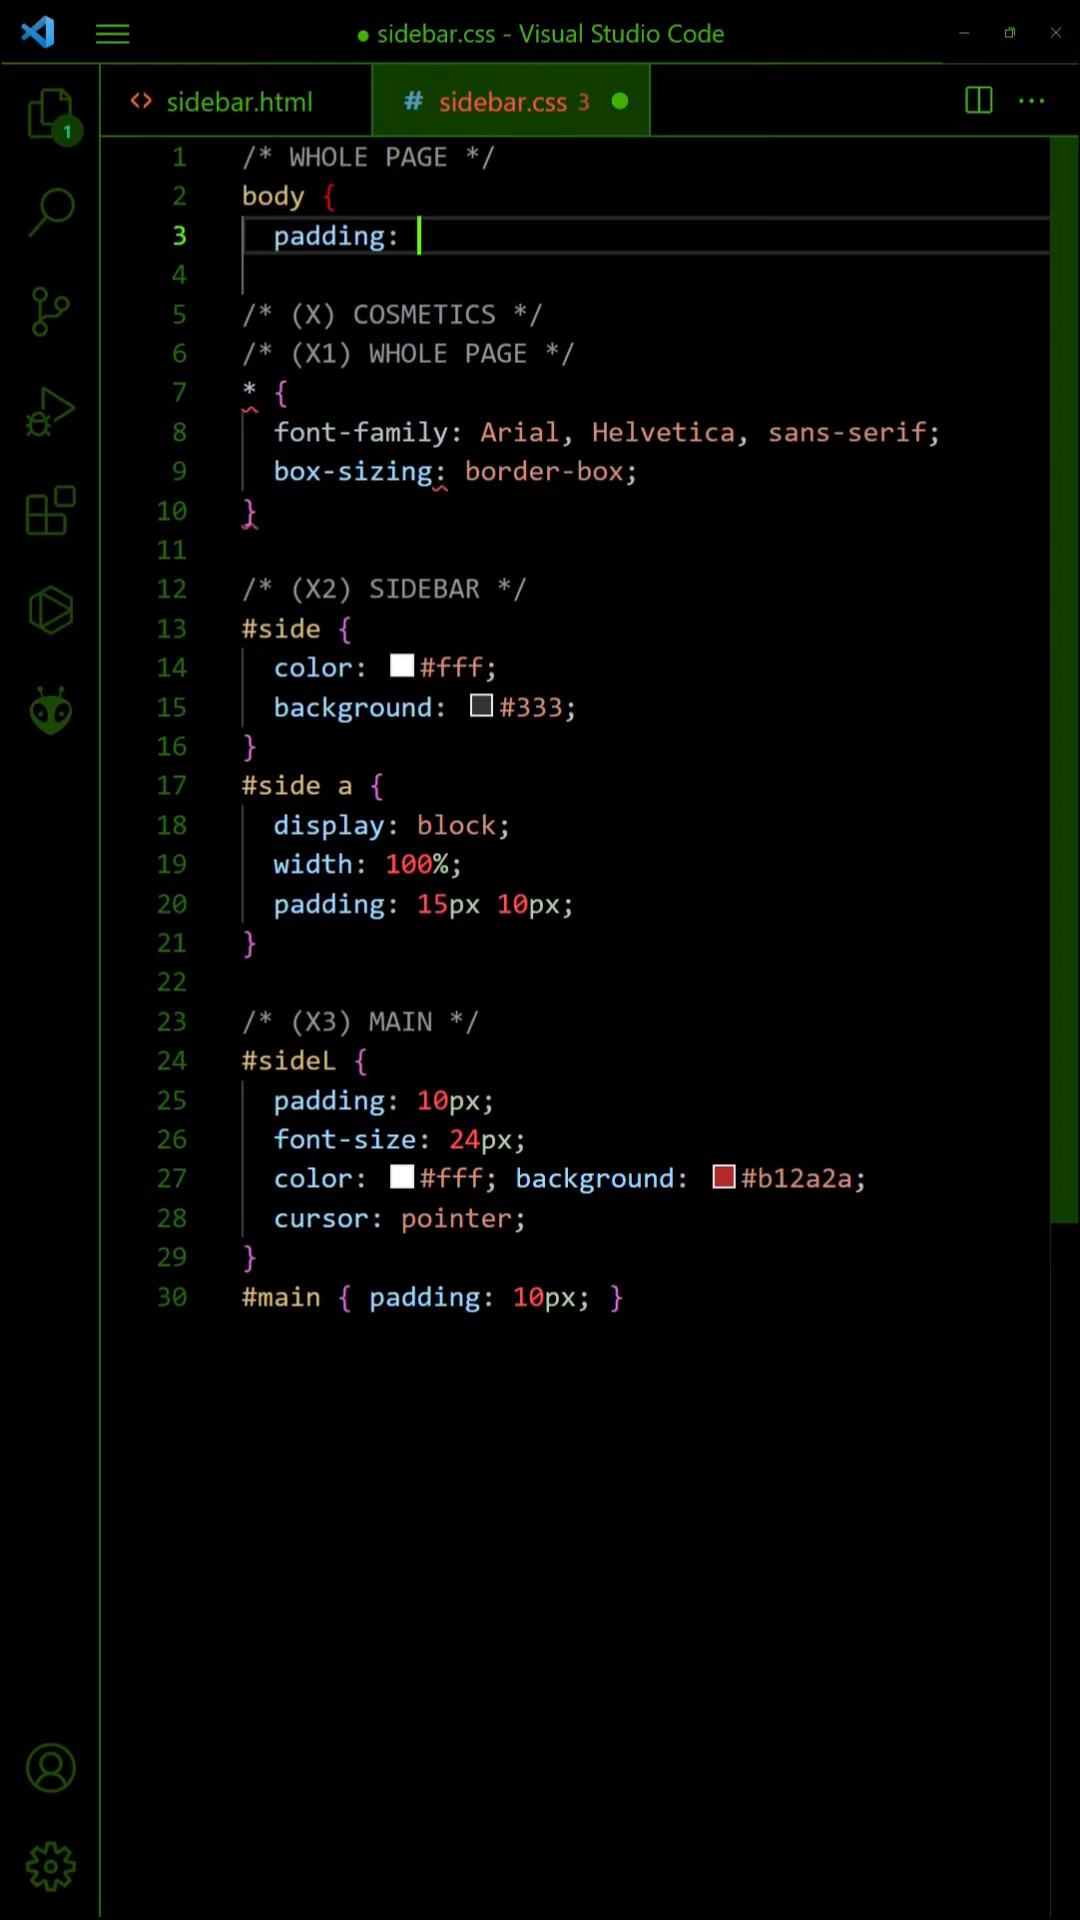 ● sidebar.css - Visual Studio Code
<> sidebar.html
# sidebar.css 3 ●
1
1 /* WHOLE PAGE */
2 body {
3 padding:
4
5 /* (X) COSMETICS */
6 /* (X1) WHOLE PAGE */
7 * {
8 font-family: Arial, Helvetica, sans-serif;
9 box-sizing: border-box;
10 }
11
12 /* (X2) SIDEBAR */
13 #side {
14 color: #fff;
15 background: #333;
16 }
17 #side a {
18 display: block;
19 width: 100%;
20 padding: 15px 10px;
21 }
22
23 /* (X3) MAIN */
24 #sideL {
25 padding: 10px;
26 font-size: 24px;
27 color: #fff; background: #b12a2a;
28 cursor: pointer;
29 }
30 #main { padding: 10px; }